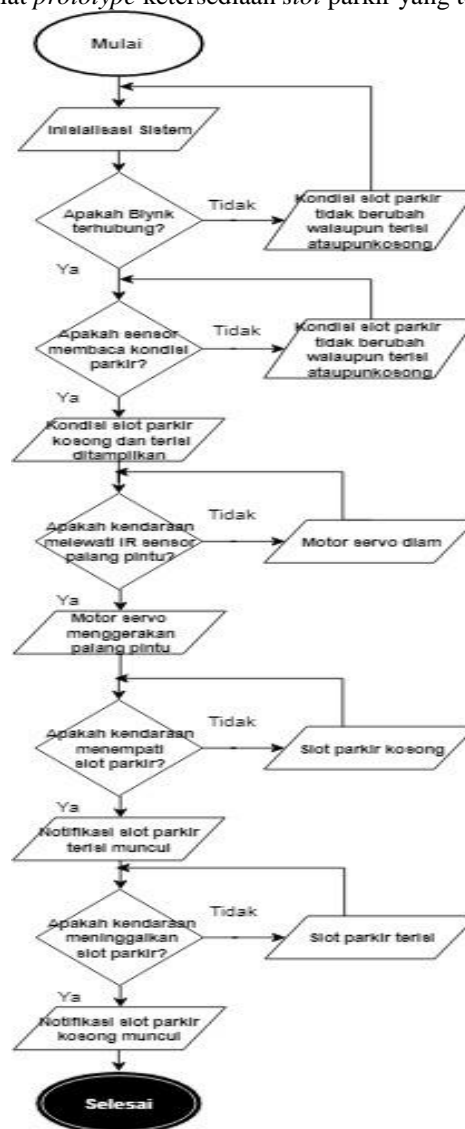 at prototype ketersediaan slot parkir yang t
Mulai
Inisialisasi Sistem
Apakah Blynk
terhubung?
Tidak
Kondisi slot parkir
tidak berubah
walaupun terisi
ataupunkosong
Ya
Apakah sensor
membaca kondisi
parkir?
Tidak
Kondisi slot parkir
tidak berubah
walaupun terisi
ataupunkosong
Ya
Kondisi slot parkir
kosong dan terisi
ditampilkan
Apakah kendaraan
melewati IR sensor
palang pintu?
Tidak
Motor servo diam
Ya
Motor servo
menggerakan
palang pintu
Apakah kendaraan
menempati
slot parkir?
Tidak
Slot parkir kosong
Ya
Notifikasi slot parkir
terisi muncul
Apakah kendaraan
meninggalkan
slot parkir?
Tidak
Slot parkir terisi
Ya
Notifikasi slot parkir
kosong muncul
Selesai